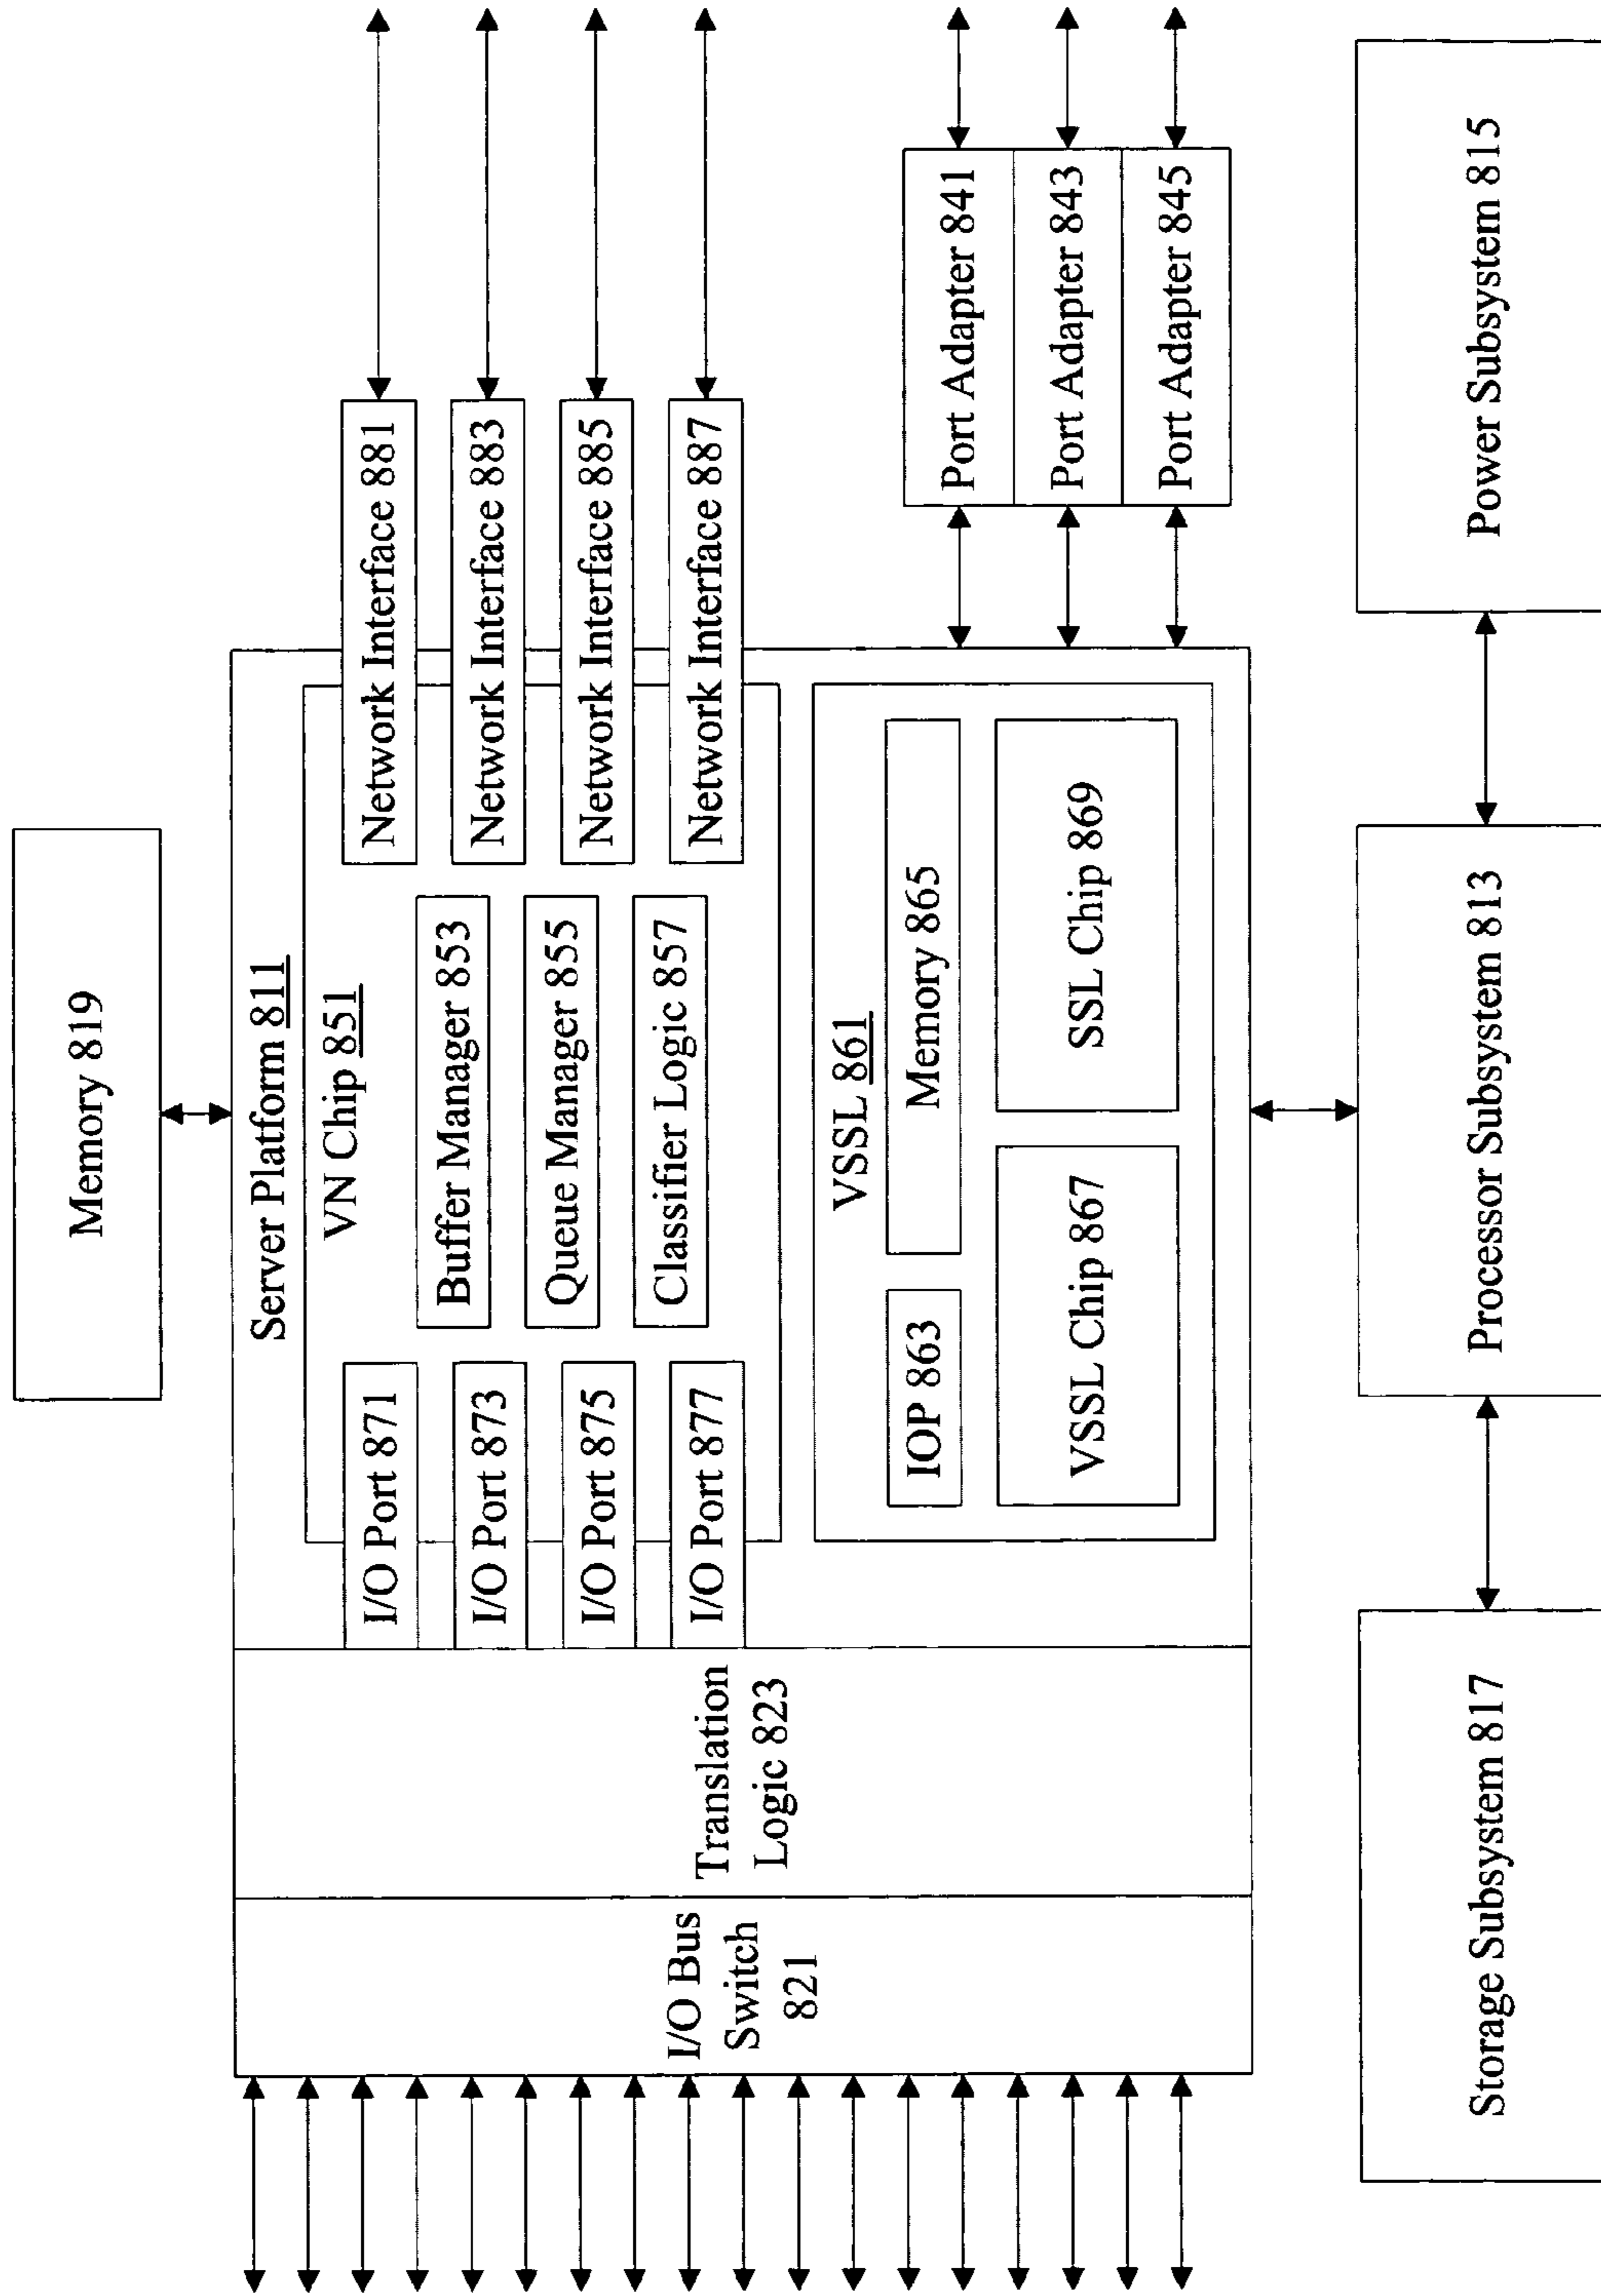 Memory 819
Server Platform 811
VN Chip 851
I/O Port 871
I/O Port 873
I/O Port 875
I/O Port 877
Buffer Manager 853
Queue Manager 855
Classifier Logic 857
Network Interface 881
Network Interface 883
Network Interface 885
Network Interface 887
I/O Bus
Switch
821
Translation
Logic 823
VSSL 861
IOP 863
Memory 865
VSSL Chip 867
SSL Chip 869
Port Adapter 841
Port Adapter 843
Port Adapter 845
Storage Subsystem 817
Processor Subsystem 813
Power Subsystem 815